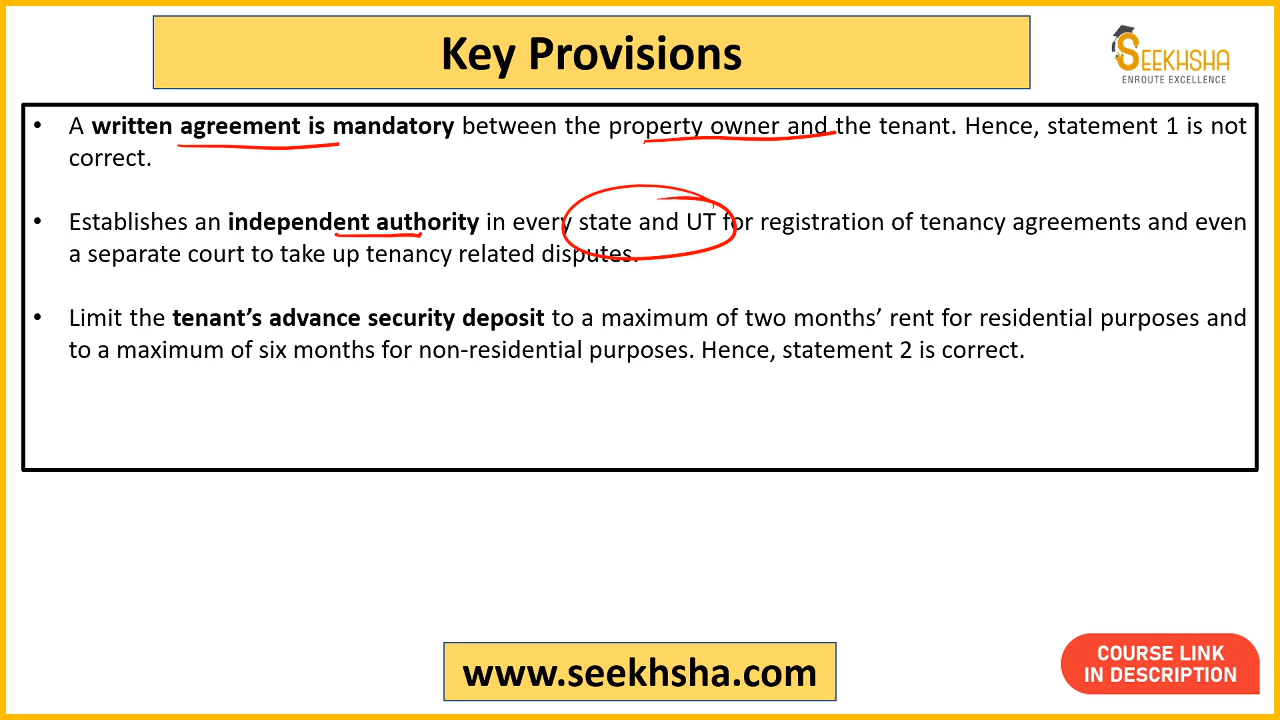 Key Provisions
SEEKHSHA
ENROUTE EXCELLENCE
• A written agreement is mandatory between the property owner and the tenant. Hence, statement 1 is not
correct.
• Establishes an independent authority in every state and UT for registration of tenancy agreements and even
a separate court to take up tenancy related disputes.
• Limit the tenant’s advance security deposit to a maximum of two months’ rent for residential purposes and
to a maximum of six months for non-residential purposes. Hence, statement 2 is correct.
www.seekhsha.com
COURSE LINK
IN DESCRIPTION